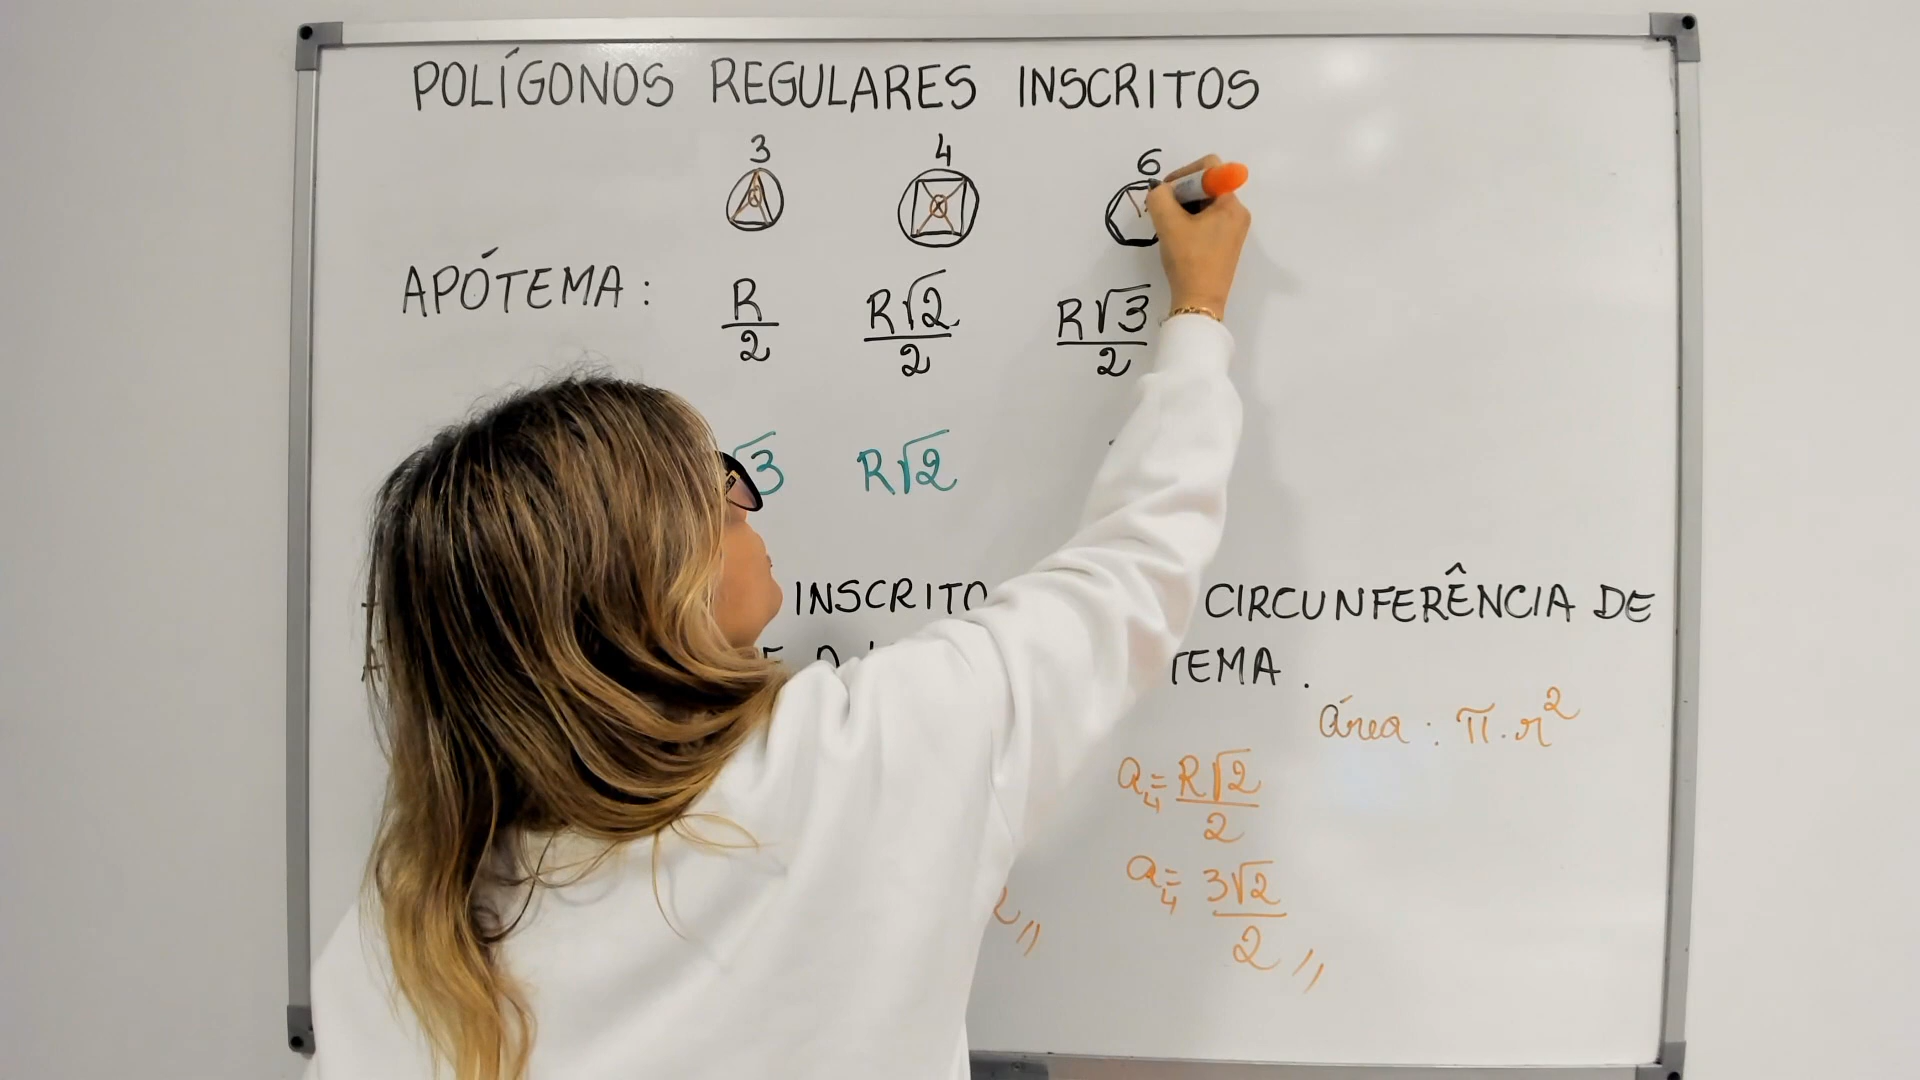 POLÍGONOS REGULARES INSCRITOS
3 4 6
APÓTEMA: R/2 R√2/2 R√3/2
√3 R√2
INSCRITO CIRCUNFERÊNCIA DE
TEMA.
área: π.r²
a₄=R√2/2
a₄=3√2/2,,